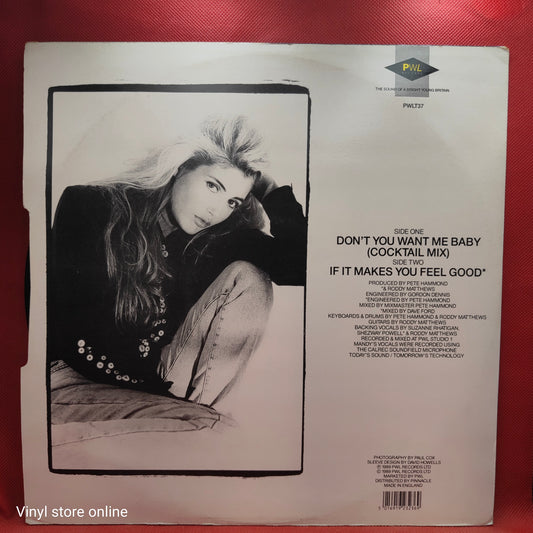 PWL
THE SOUND OF A BRIGHT YOUNG BRITAIN
PWLT37
SIDE ONE
DON'T YOU WANT ME BABY
(COCKTAIL MIX)
SIDE TWO
IF IT MAKES YOU FEEL GOOD*
PRODUCED BY PETE HAMMOND
*& RODDY MATTHEWS
ENGINEERED BY GORDON DENNIS
*ENGINEERED BY PETE HAMMOND
MIXED BY MIXMASTER PETE HAMMOND
*MIXED BY DAVE FORD
KEYBOARDS & DRUMS BY PETE HAMMOND & RODDY MATTHEWS
GUITARS BY RODDY MATTHEWS
BACKING VOCALS BY SUZANNE RHATIGAN,
SHEZWAY POWELL* & RODDY MATTHEWS
RECORDED & MIXED AT PWL STUDIO 1
MANDY'S VOCALS WERE RECORDED USING
THE CALREC SOUNDFIELD MICROPHONE
TODAY'S SOUND / TOMORROW'S TECHNOLOGY
PHOTOGRAPHY BY PAUL COX
SLEEVE DESIGN BY DAVID HOWELLS
℗ 1989 PWL RECORDS LTD
© 1989 PWL RECORDS LTD
MARKETED BY PWL
DISTRIBUTED BY PINNACLE
MADE IN ENGLAND
Vinyl store online